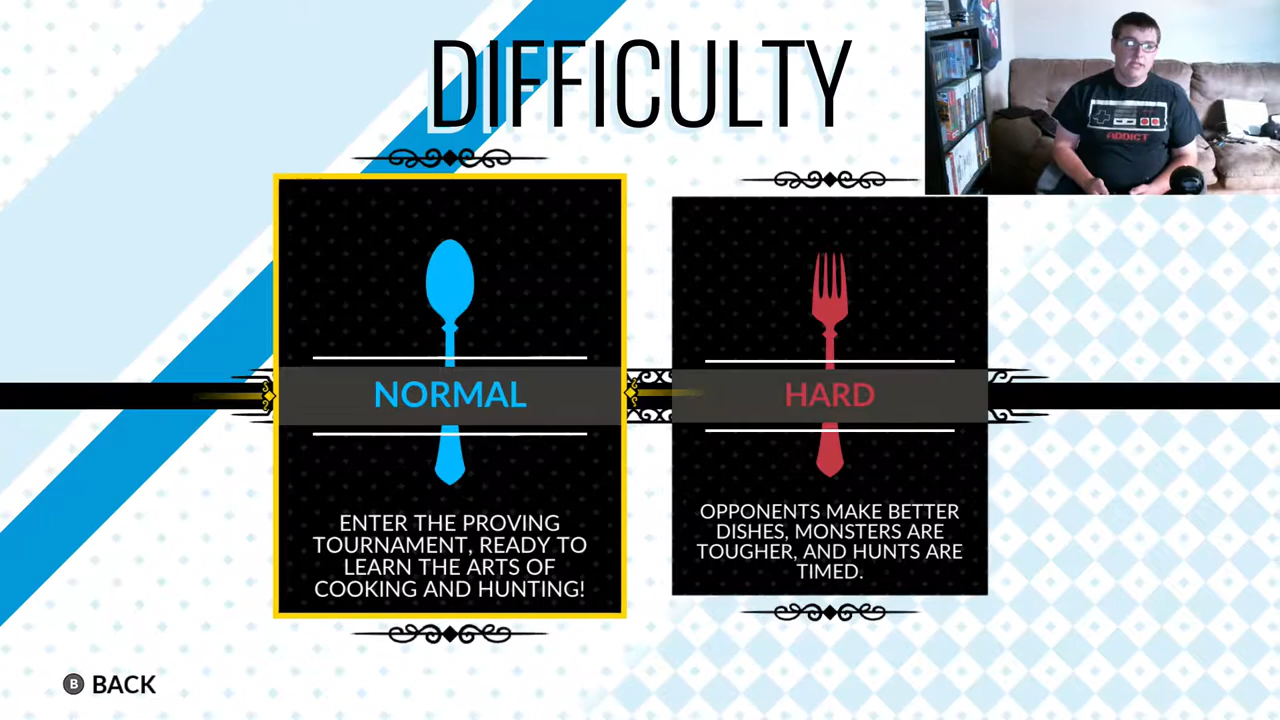 DIFFICULTY
NORMAL
ENTER THE PROVING
TOURNAMENT, READY TO
LEARN THE ARTS OF
COOKING AND HUNTING!
HARD
OPPONENTS MAKE BETTER
DISHES, MONSTERS ARE
TOUGHER, AND HUNTS ARE
TIMED.
B BACK
ADDICT